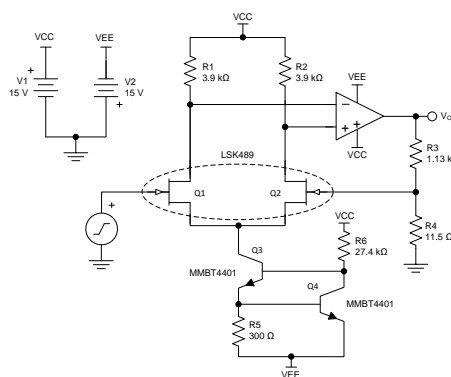 VCC
VCC
VEE
+
V1
15 V
V2
15 V
+
R1
3.9 kΩ
R2
3.9 kΩ
VEE
−
+
+
VCC
R3
1.13 k
LSK489
Q1
Q2
+
R4
11.5 Ω
VCC
Q3
R6
27.4 kΩ
MMBT4401
Q4
MMBT4401
R5
300 Ω
VEE